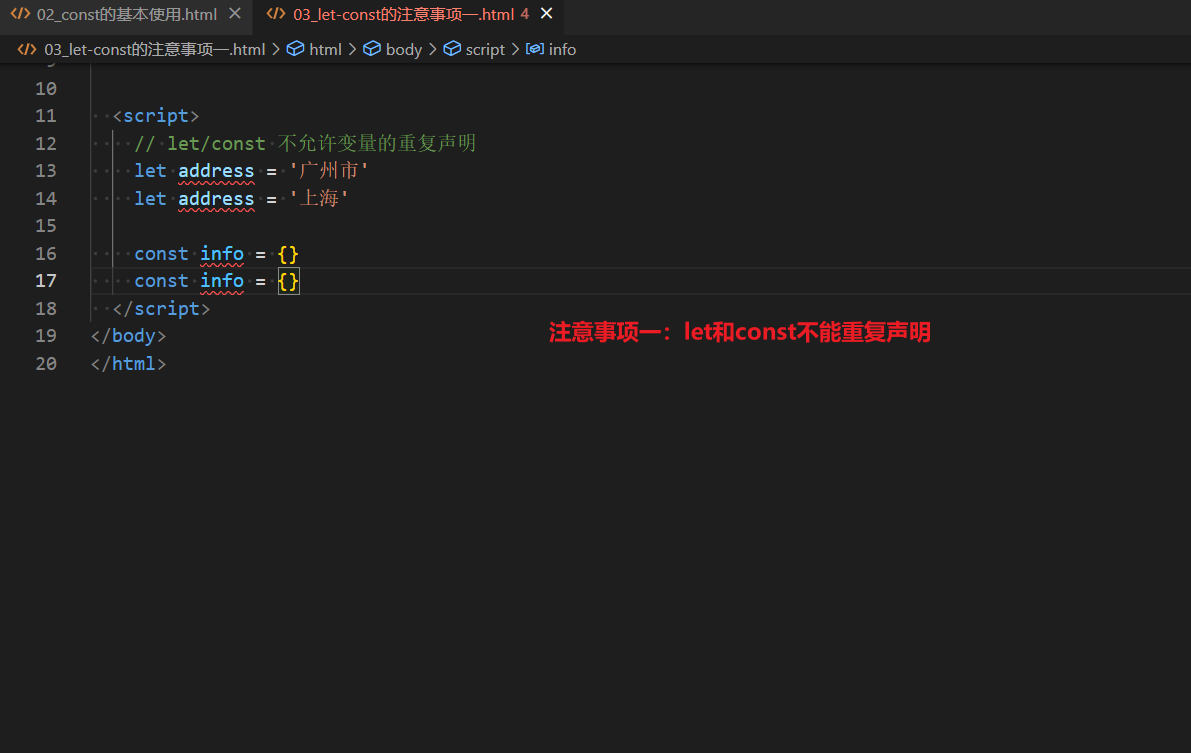 02_const的基本使用.html
03_let-const的注意事项一.html 4
03_let-const的注意事项一.html > html > body > script > info
9
10
11 <script>
12 // let/const 不允许变量的重复声明
13 let address = '广州市'
14 let address = '上海'
15
16 const info = {}
17 const info = {}
18 </script>
19 </body>
20 </html>
注意事项一：let和const不能重复声明